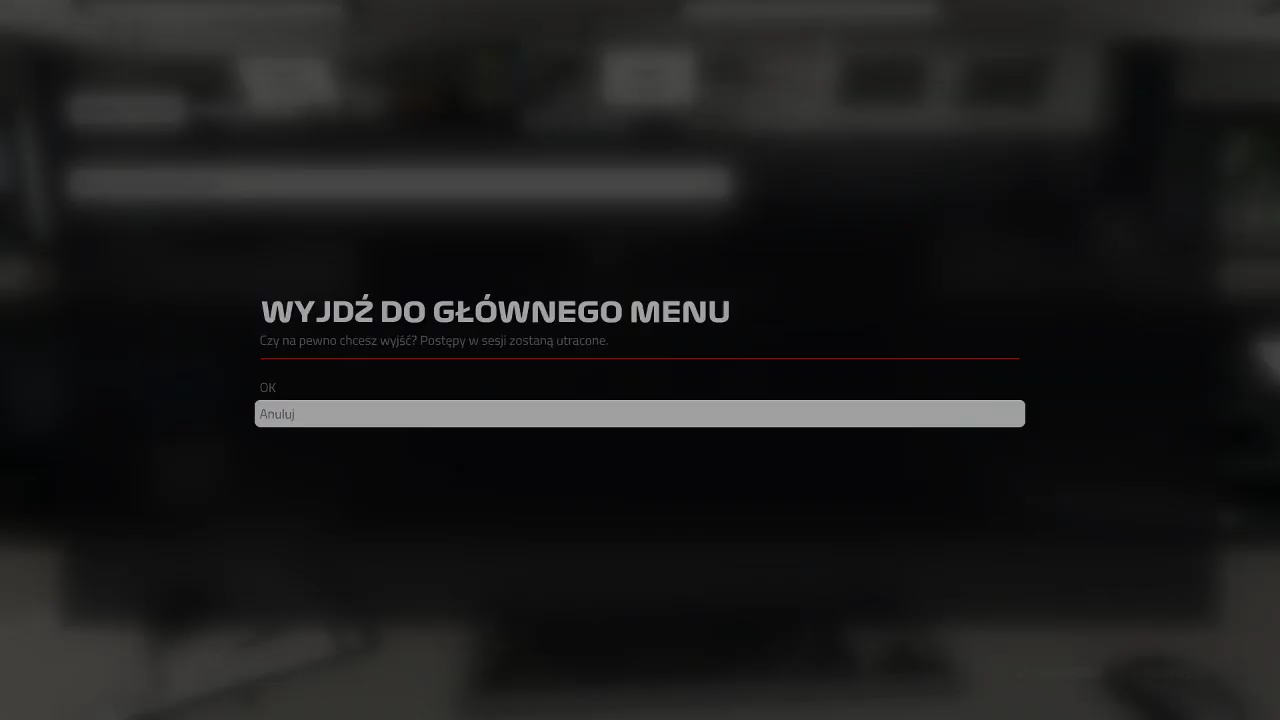 WYJDŹ DO GŁÓWNEGO MENU
Czy na pewno chcesz wyjść? Postępy w sesji zostaną utracone.
OK
Anuluj